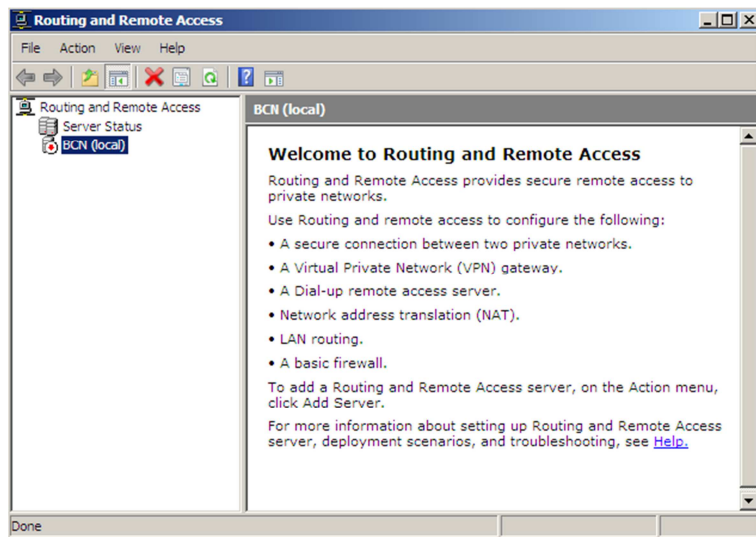 Routing and Remote Access
File Action View Help
Routing and Remote Access
Server Status
BCN (local)
BCN (local)
Welcome to Routing and Remote Access
Routing and Remote Access provides secure remote access to
private networks.
Use Routing and remote access to configure the following:
• A secure connection between two private networks.
• A Virtual Private Network (VPN) gateway.
• A Dial-up remote access server.
• Network address translation (NAT).
• LAN routing.
• A basic firewall.
To add a Routing and Remote Access server, on the Action menu,
click Add Server.
For more information about setting up Routing and Remote Access
server, deployment scenarios, and troubleshooting, see Help.
Done